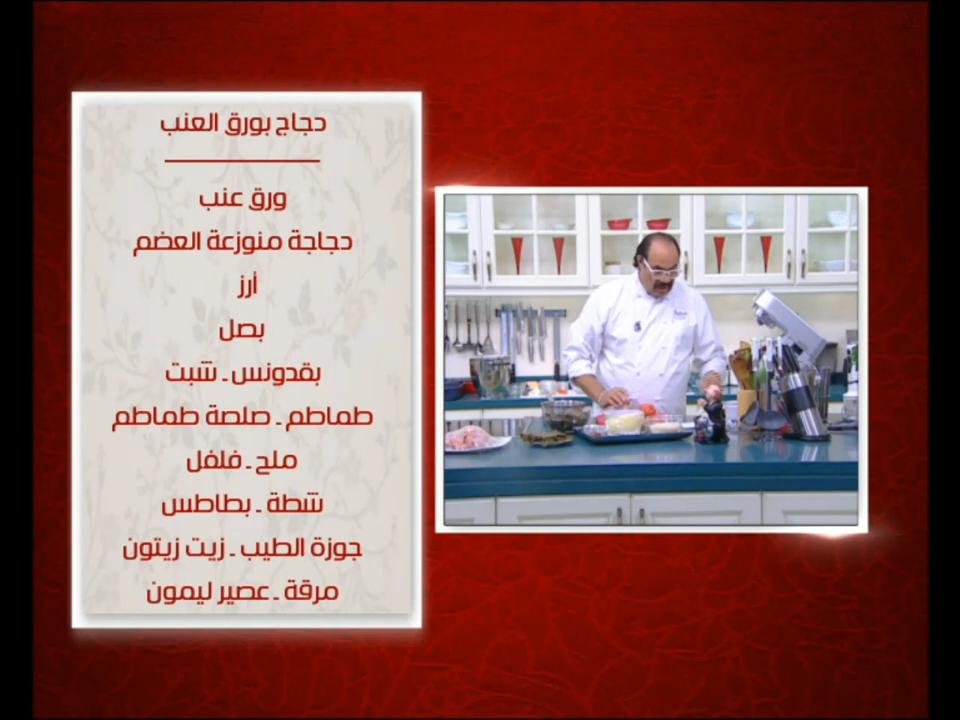 دجاج بورق العنب
ورق عنب
دجاجة منوزعة العضم
أرز
بصل
بقدونس - شبت
طماطم - صلصة طماطم
ملح - فلفل
شطة - بطاطس
جوزة الطيب - زيت زيتون
مرقة - عصير ليمون